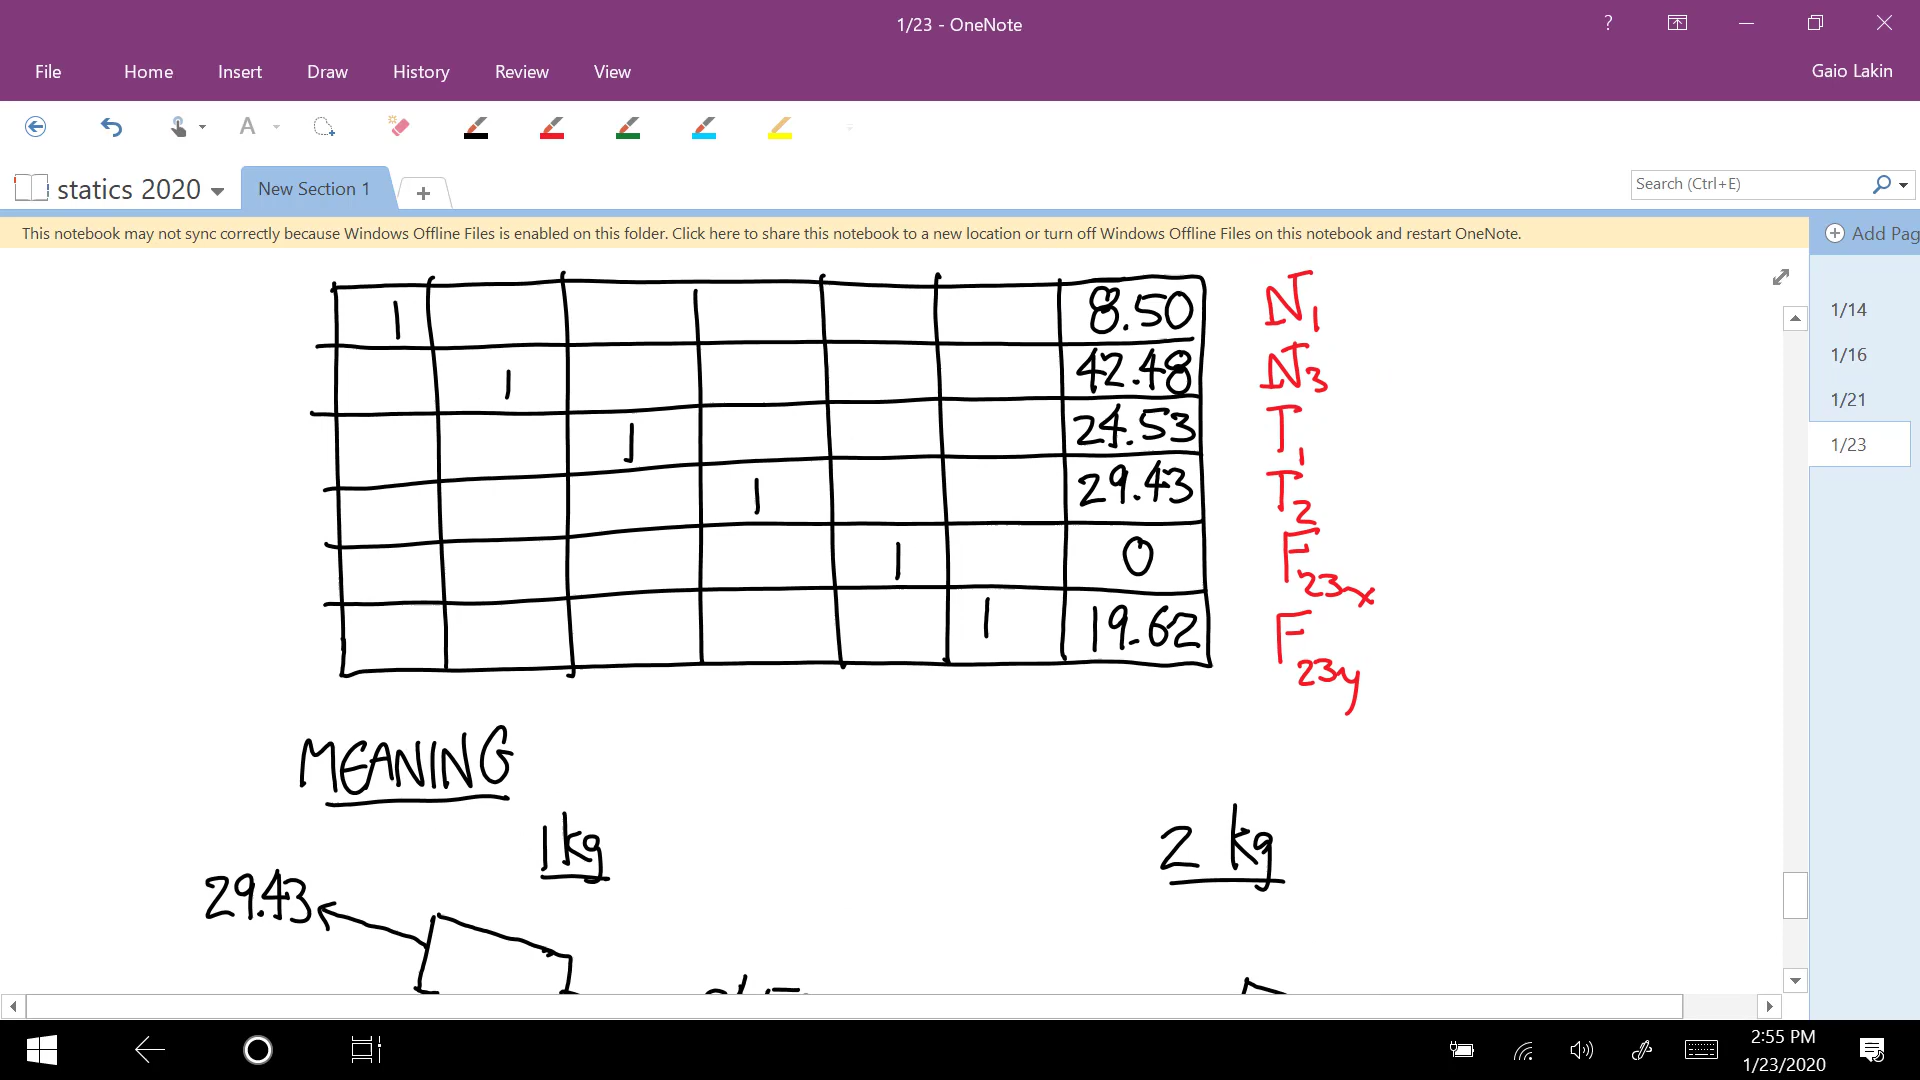 1/23 - OneNote
?
File Home Insert Draw History Review View
Gaio Lakin
A
statics 2020
New Section 1
+
Search (Ctrl+E)
This notebook may not sync correctly because Windows Offline Files is enabled on this folder. Click here to share this notebook to a new location or turn off Windows Offline Files on this notebook and restart OneNote.
Add Pag
1/14
1/16
1/21
1/23
1 8.50 N1
1 42.48 N3
1 24.53 T1
1 29.43 T2
1 0 F23x
1 19.62 F23y
MEANING
1kg
2 kg
29.43
2:55 PM
1/23/2020